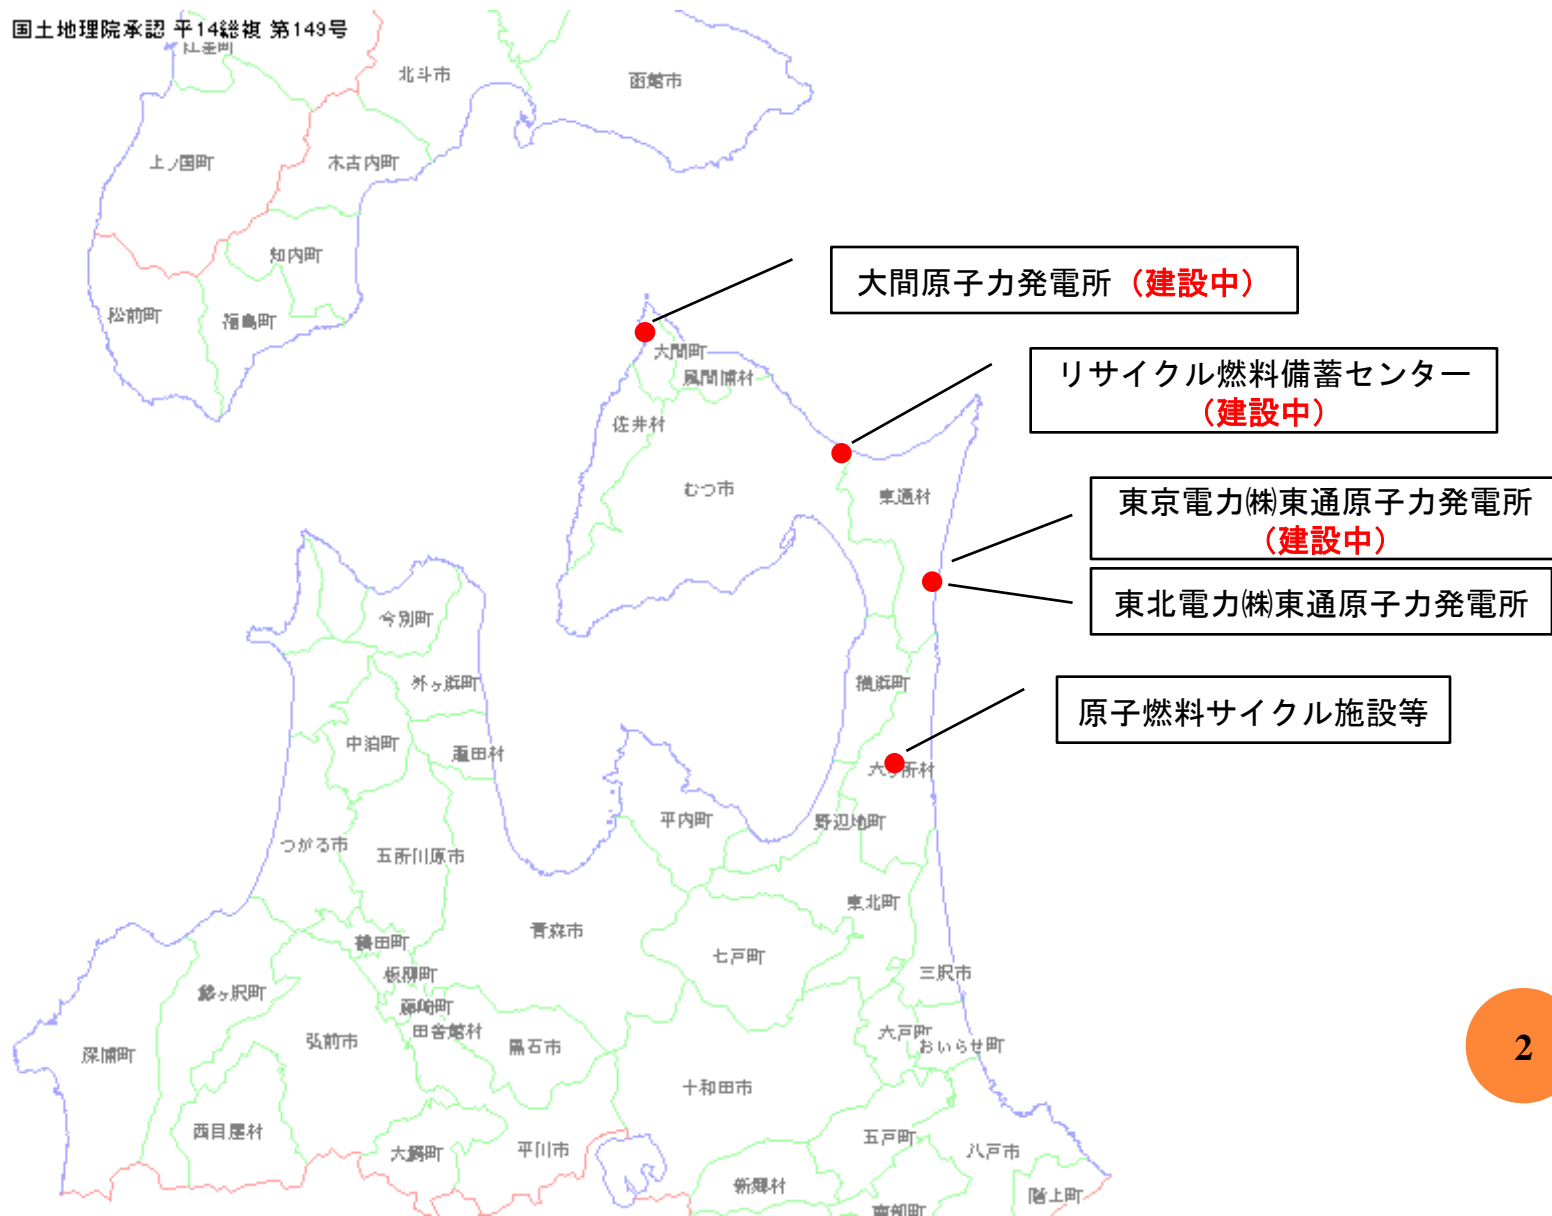 国土地理院承認 平14総複 第149号
江差町
北斗市
函館市
上ノ国町
木古内町
知内町
松前町
福島町
大間原子力発電所（建設中）
大間町
風間浦村
リサイクル燃料備蓄センター
（建設中）
佐井村
むつ市
東通村
東京電力㈱東通原子力発電所
（建設中）
東北電力㈱東通原子力発電所
今別町
外ヶ浜町
横浜町
原子燃料サイクル施設等
中泊町
蓬田村
六ヶ所村
平内町
野辺地町
つがる市
五所川原市
東北町
青森市
鶴田町
七戸町
板柳町
三沢市
鰺ヶ沢町
藤崎町
田舎館村
六戸町
おいらせ町
弘前市
黒石市
深浦町
2
十和田市
西目屋村
五戸町
大鰐町
平川市
八戸市
新郷村
階上町
南部町